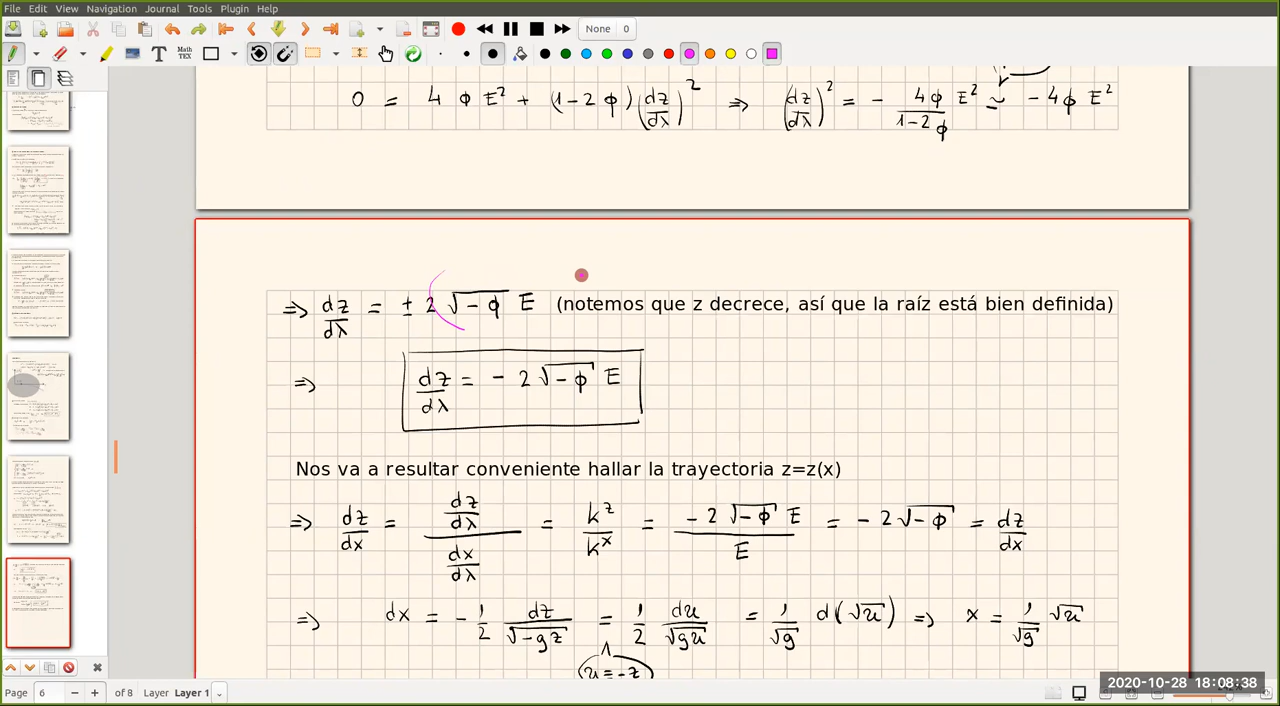 File Edit View Navigation Journal Tools Plugin Help
None 0
T Math TEX
0 = 4 ϕ E² + (1-2 ϕ) (dz/dλ)² ⇒ (dz/dλ)² = - 4ϕ/(1-2ϕ) E² ≃ - 4ϕ E²
⇒ dz/dλ = ± 2 √-ϕ E (notemos que z decrece, así que la raíz está bien definida)
⇒ dz/dλ = - 2 √-ϕ E
Nos va a resultar conveniente hallar la trayectoria z=z(x)
⇒ dz/dx = (dz/dλ)/(dx/dλ) = k^z/k^x = (-2 √-ϕ E)/E = -2 √-ϕ = dz/dx
⇒ dx = - 1/2 dz/√-gz = 1/2 du/√gu = 1/√g d(√u) ⇒ x = 1/√g √u
u = -z
2020-10-28 18:08:38
Page 6 of 8 Layer Layer 1